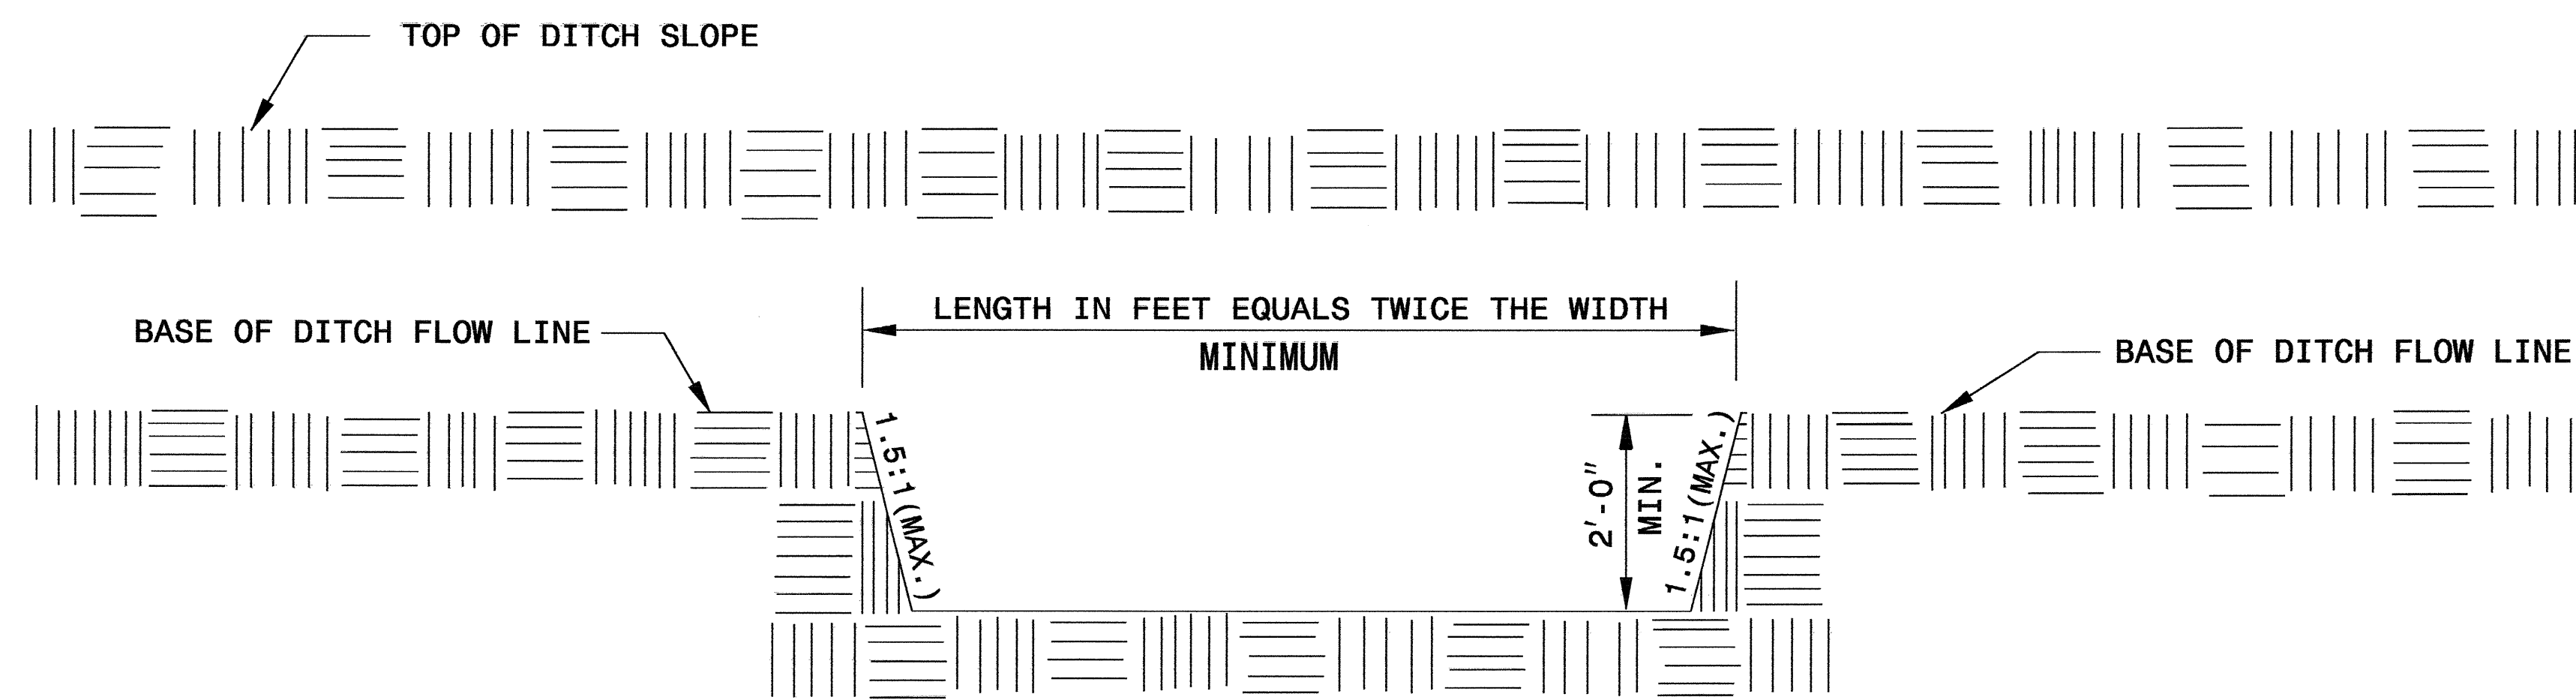 TOP OF DITCH SLOPE
LENGTH IN FEET EQUALS TWICE THE WIDTH
MINIMUM
BASE OF DITCH FLOW LINE
BASE OF DITCH FLOW LINE
1.5:1(MAX.)
2'-0"
MIN.
1.5:1(MAX.)